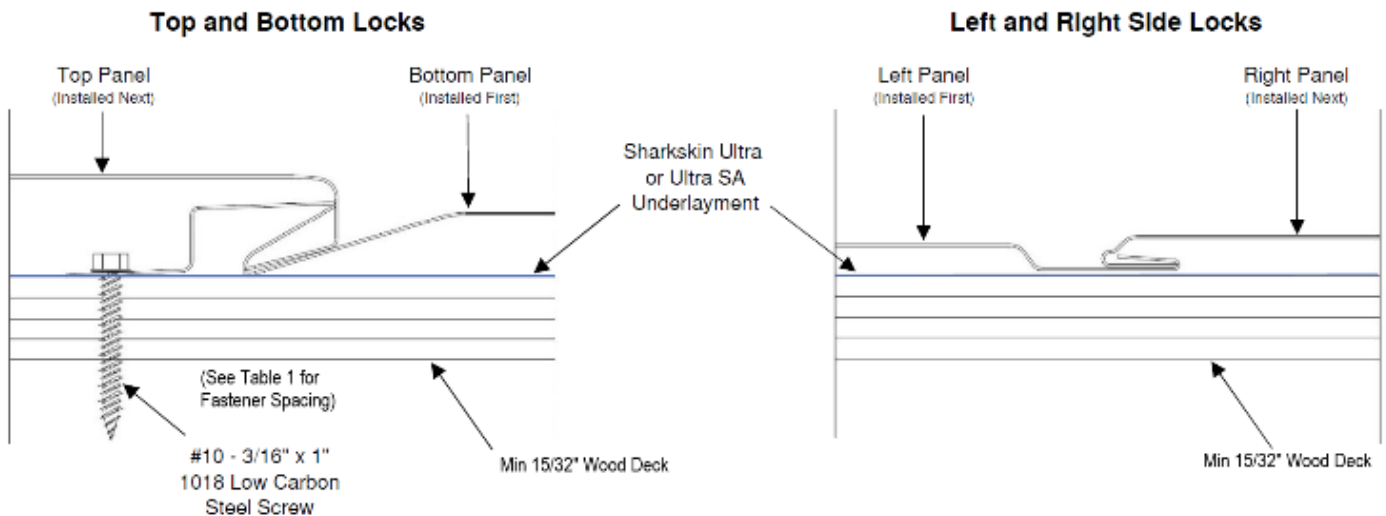 Top and Bottom Locks
Left and Right Side Locks
Top Panel
(Installed Next)
Bottom Panel
(Installed First)
Left Panel
(Installed First)
Right Panel
(Installed Next)
Sharkskin Ultra
or Ultra SA
Underlayment
(See Table 1 for
Fastener Spacing)
#10 - 3/16" x 1"
1018 Low Carbon
Steel Screw
Min 15/32" Wood Deck
Min 15/32" Wood Deck